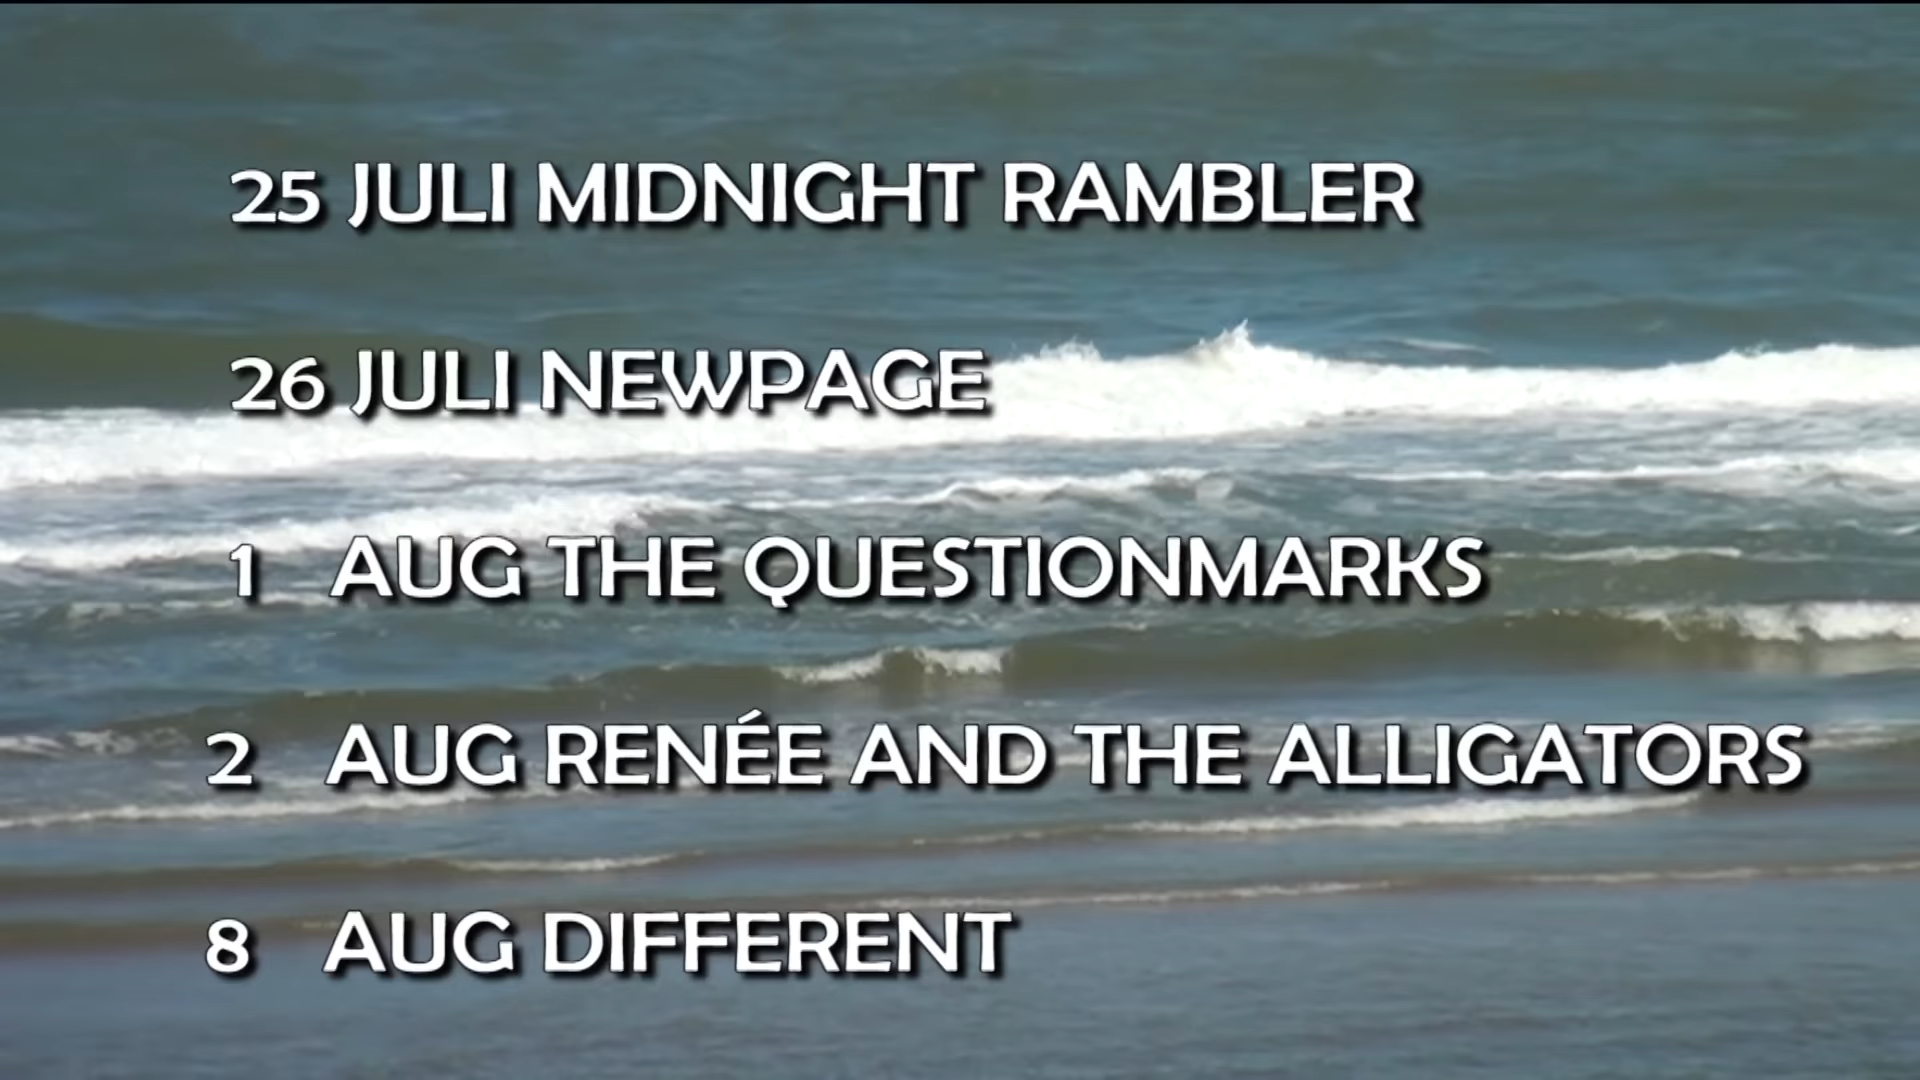 25 JULI MIDNIGHT RAMBLER
26 JULI NEWPAGE
1 AUG THE QUESTIONMARKS
2 AUG RENÉE AND THE ALLIGATORS
8 AUG DIFFERENT